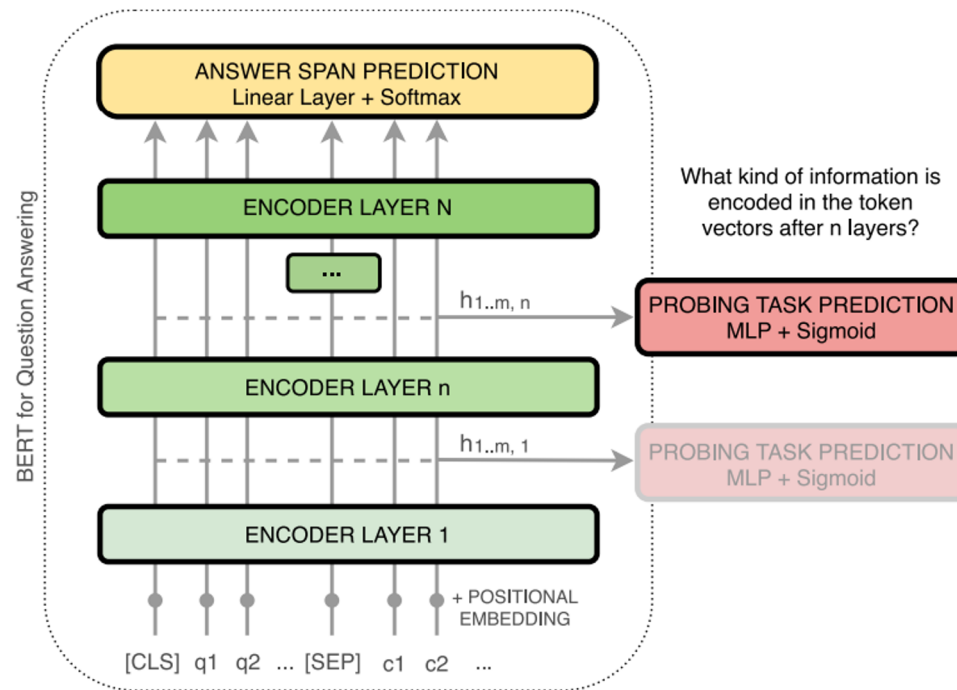 BERT for Question Answering
ANSWER SPAN PREDICTION
Linear Layer + Softmax
ENCODER LAYER N
...
What kind of information is
encoded in the token
vectors after n layers?
h1..m, n
PROBING TASK PREDICTION
MLP + Sigmoid
ENCODER LAYER n
h1..m, 1
PROBING TASK PREDICTION
MLP + Sigmoid
ENCODER LAYER 1
+ POSITIONAL
EMBEDDING
[CLS] q1 q2 ... [SEP] c1 c2 ...